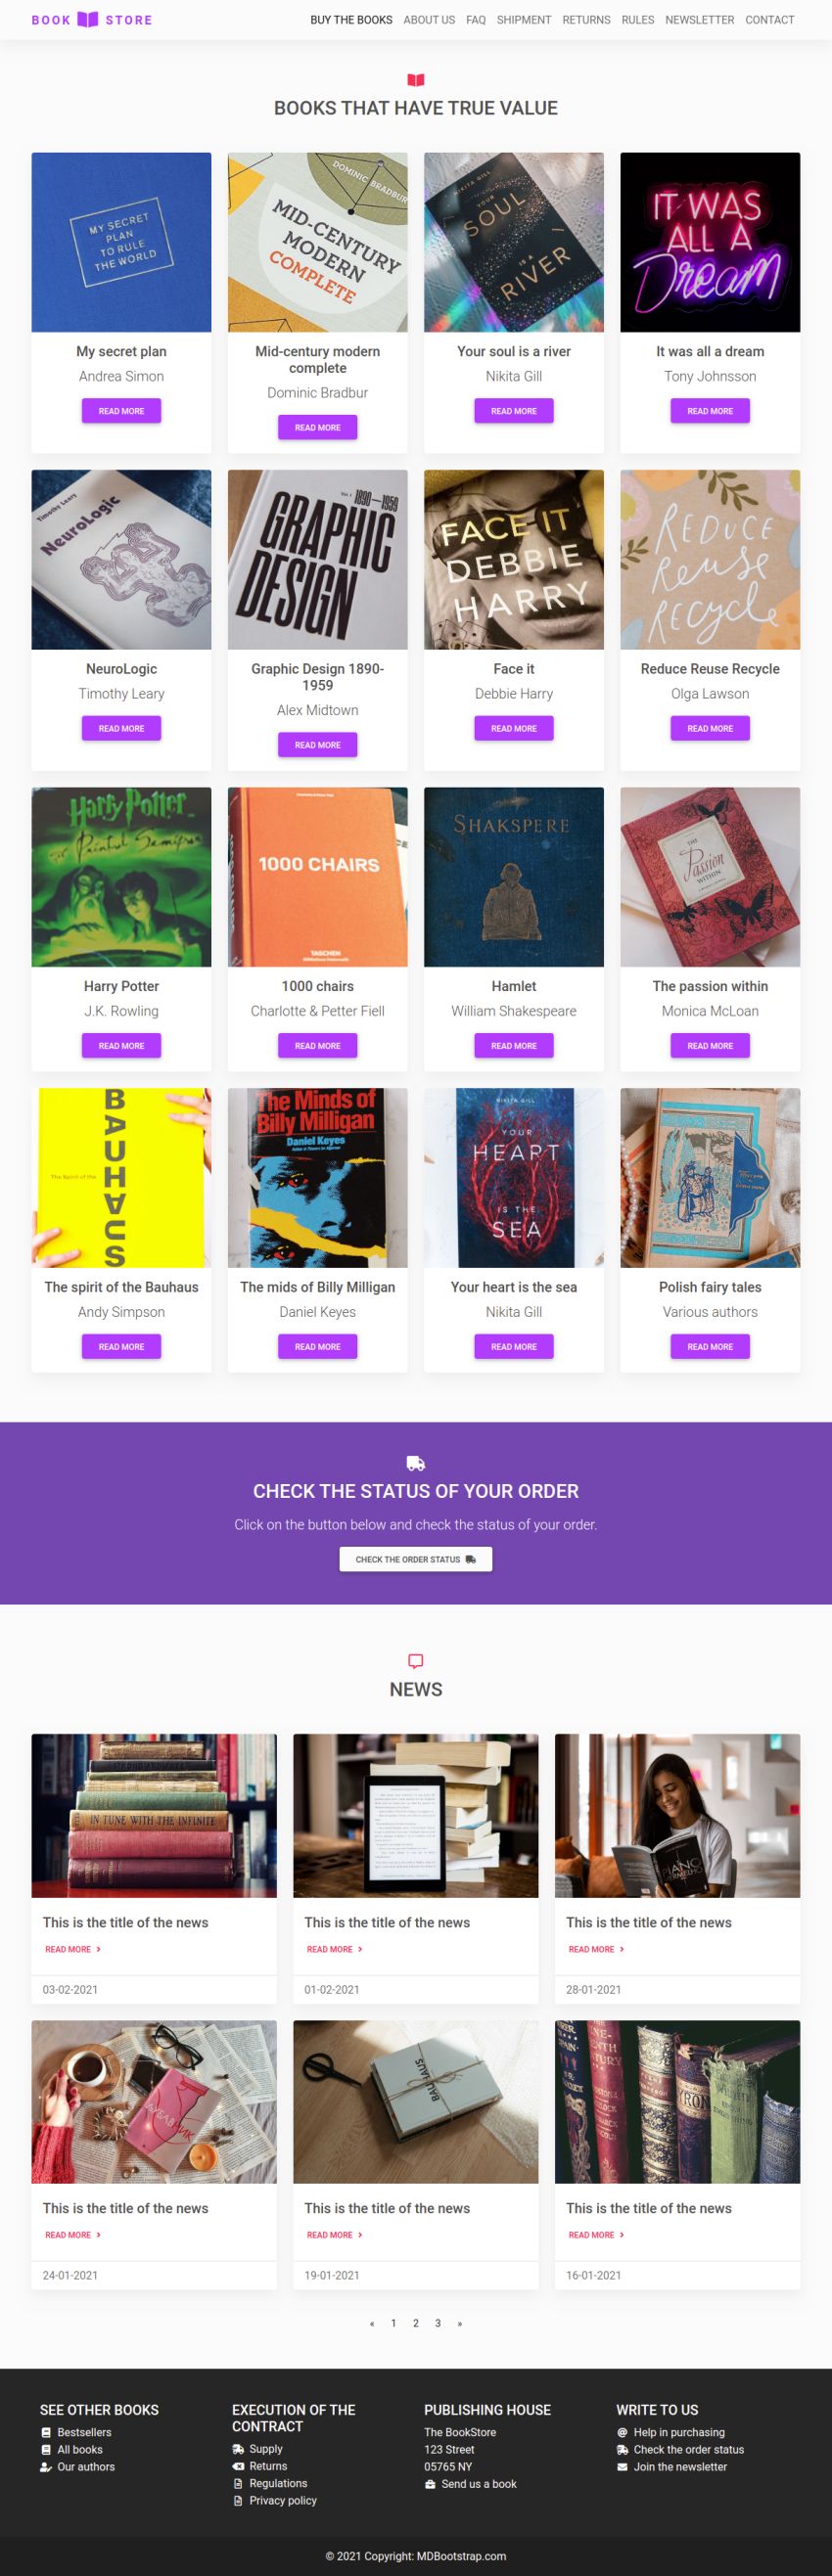 BOOK STORE
BUY THE BOOKS ABOUT US FAQ SHIPMENT RETURNS RULES NEWSLETTER CONTACT
BOOKS THAT HAVE TRUE VALUE
MY SECRET
PLAN
TO RULE
THE WORLD
DOMINIC BRADBUR
MID-CENTURY
MODERN
COMPLETE
NIKITA GILL
YOUR
SOUL
IS A
RIVER
IT WAS
ALL A
Dream
My secret plan
Andrea Simon
READ MORE
Mid-century modern
complete
Dominic Bradbur
READ MORE
Your soul is a river
Nikita Gill
READ MORE
It was all a dream
Tony Johnsson
READ MORE
Timothy Leary
NeuroLogic
1890—1959
GRAPHIC
DESIGN
FACE IT
DEBBIE
HARRY
REDUCE
Reuse
RECYCLE
NeuroLogic
Timothy Leary
READ MORE
Graphic Design 1890-
1959
Alex Midtown
READ MORE
Face it
Debbie Harry
READ MORE
Reduce Reuse Recycle
Olga Lawson
READ MORE
Harry Potter
1000 CHAIRS
TASCHEN
SHAKSPERE
THE
Passion
WITHIN
Harry Potter
J.K. Rowling
READ MORE
1000 chairs
Charlotte & Petter Fiell
READ MORE
Hamlet
William Shakespeare
READ MORE
The passion within
Monica McLoan
READ MORE
The Spirit of the
BAUHAUS
The Minds of
Billy Milligan
Daniel Keyes
NIKITA GILL
YOUR
HEART
IS THE
SEA
The spirit of the Bauhaus
Andy Simpson
READ MORE
The mids of Billy Milligan
Daniel Keyes
READ MORE
Your heart is the sea
Nikita Gill
READ MORE
Polish fairy tales
Various authors
READ MORE
CHECK THE STATUS OF YOUR ORDER
Click on the button below and check the status of your order.
CHECK THE ORDER STATUS
NEWS
IN TUNE WITH THE INFINITE
This is the title of the news
READ MORE
03-02-2021
This is the title of the news
READ MORE
01-02-2021
This is the title of the news
READ MORE
28-01-2021
BAUHAUS
This is the title of the news
READ MORE
24-01-2021
This is the title of the news
READ MORE
19-01-2021
This is the title of the news
READ MORE
16-01-2021
« 1 2 3 »
SEE OTHER BOOKS
Bestsellers
All books
Our authors
EXECUTION OF THE
CONTRACT
Supply
Returns
Regulations
Privacy policy
PUBLISHING HOUSE
The BookStore
123 Street
05765 NY
Send us a book
WRITE TO US
Help in purchasing
Check the order status
Join the newsletter
© 2021 Copyright: MDBootstrap.com